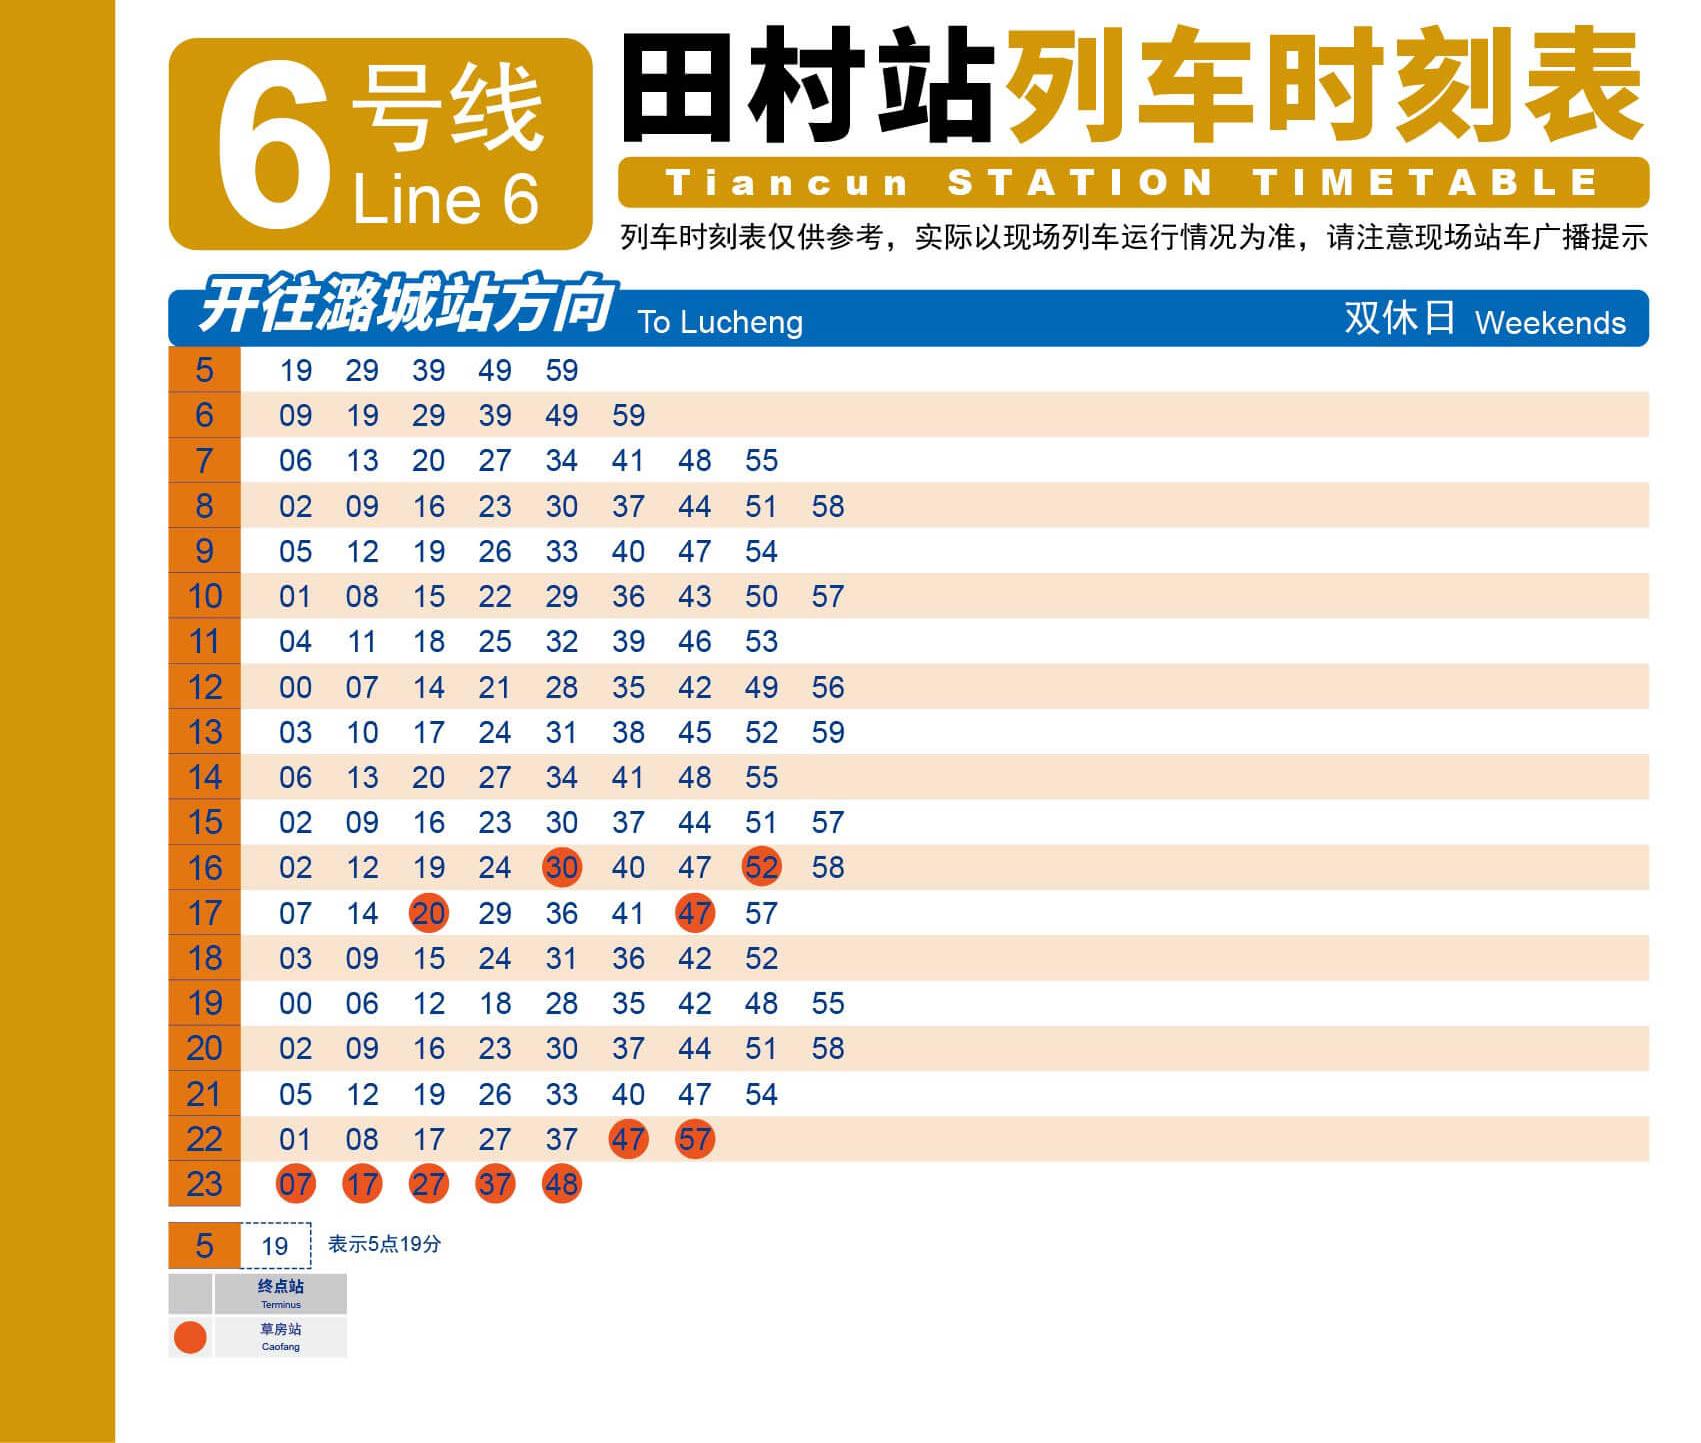 6号线
Line 6
田村站列车时刻表
Tiancun STATION TIMETABLE
列车时刻表仅供参考，实际以现场列车运行情况为准，请注意现场站车广播提示
开往潞城站方向 To Lucheng 双休日 Weekends
5 19 29 39 49 59
6 09 19 29 39 49 59
7 06 13 20 27 34 41 48 55
8 02 09 16 23 30 37 44 51 58
9 05 12 19 26 33 40 47 54
10 01 08 15 22 29 36 43 50 57
11 04 11 18 25 32 39 46 53
12 00 07 14 21 28 35 42 49 56
13 03 10 17 24 31 38 45 52 59
14 06 13 20 27 34 41 48 55
15 02 09 16 23 30 37 44 51 57
16 02 12 19 24 30 40 47 52 58
17 07 14 20 29 36 41 47 57
18 03 09 15 24 31 36 42 52
19 00 06 12 18 28 35 42 48 55
20 02 09 16 23 30 37 44 51 58
21 05 12 19 26 33 40 47 54
22 01 08 17 27 37 47 57
23 07 17 27 37 48
5 19 表示5点19分
终点站
Terminus
草房站
Caofang